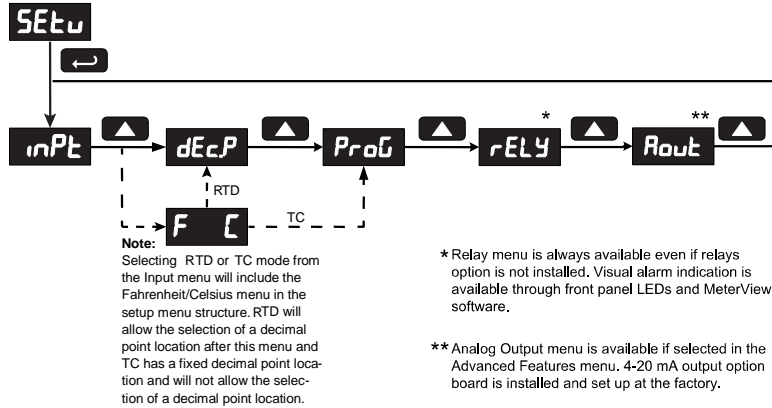 SEtu
inPt
dEc.P
ProG
*
rELY
**
Aout
RTD
F C
TC
Note:
Selecting RTD or TC mode from
the Input menu will include the
Fahrenheit/Celsius menu in the
setup menu structure. RTD will
allow the selection of a decimal
point location after this menu and
TC has a fixed decimal point loca-
tion and will not allow the selec-
tion of a decimal point location.
* Relay menu is always available even if relays
option is not installed. Visual alarm indication is
available through front panel LEDs and MeterView
software.
** Analog Output menu is available if selected in the
Advanced Features menu. 4-20 mA output option
board is installed and set up at the factory.